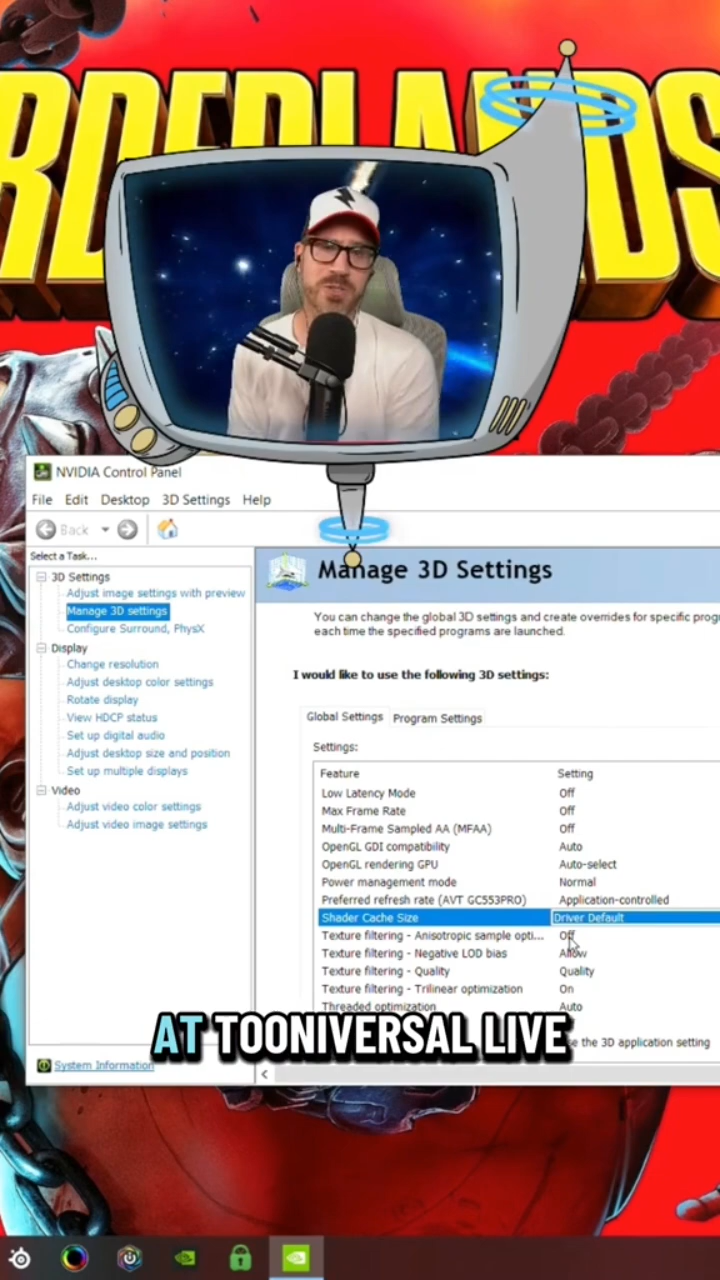 RDERLANDS
NVIDIA Control Panel
File Edit Desktop 3D Settings Help
Back
Select a Task...
3D Settings
Adjust image settings with preview
Manage 3D settings
Configure Surround, PhysX
Display
Change resolution
Adjust desktop color settings
Rotate display
View HDCP status
Set up digital audio
Adjust desktop size and position
Set up multiple displays
Video
Adjust video color settings
Adjust video image settings
System Information
Manage 3D Settings
You can change the global 3D settings and create overrides for specific prog
each time the specified programs are launched.
I would like to use the following 3D settings:
Global Settings Program Settings
Settings:
Feature Setting
Low Latency Mode Off
Max Frame Rate Off
Multi-Frame Sampled AA (MFAA) Off
OpenGL GDI compatibility Auto
OpenGL rendering GPU Auto-select
Power management mode Normal
Preferred refresh rate (AVT GC553PRO) Application-controlled
Shader Cache Size Driver Default
Texture filtering - Anisotropic sample opti... Off
Texture filtering - Negative LOD bias Allow
Texture filtering - Quality Quality
Texture filtering - Trilinear optimization On
Threaded optimization Auto
the 3D application setting
AT TOONIVERSAL LIVE